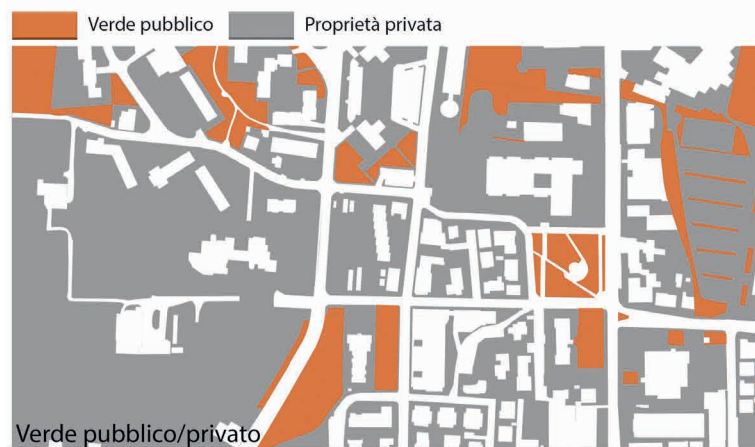 Verde pubblico
Proprietà privata
Verde pubblico/privato